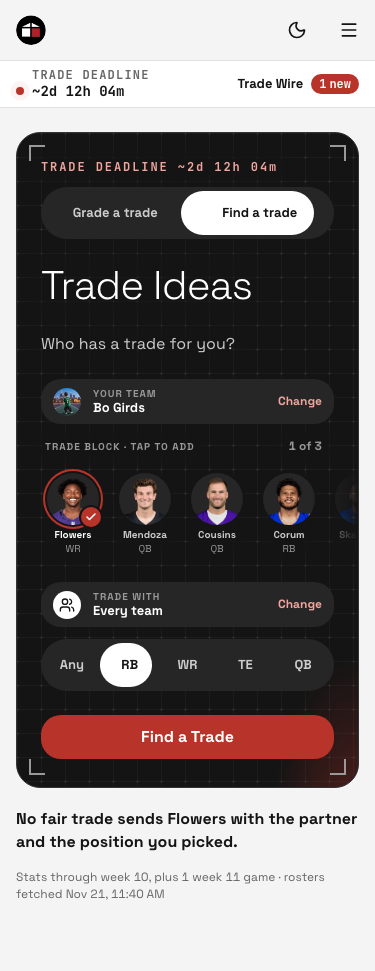 TRADE DEADLINE
~2d 12h 04m
Trade Wire 1 new
TRADE DEADLINE ~2d 12h 04m
Grade a trade Find a trade
Trade Ideas
Who has a trade for you?
YOUR TEAM
Bo Girds
Change
TRADE BLOCK · TAP TO ADD 1 of 3
Flowers Mendoza Cousins Corum
WR QB QB RB
TRADE WITH
Every team
Change
Any RB WR TE QB
Find a Trade
No fair trade sends Flowers with the partner
and the position you picked.
Stats through week 10, plus 1 week 11 game · rosters
fetched Nov 21, 11:40 AM